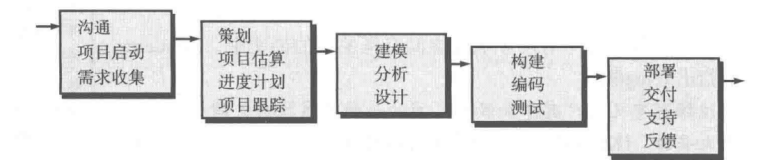 沟通
项目启动
需求收集
策划
项目估算
进度计划
项目跟踪
建模
分析
设计
构建
编码
测试
部署
交付
支持
反馈